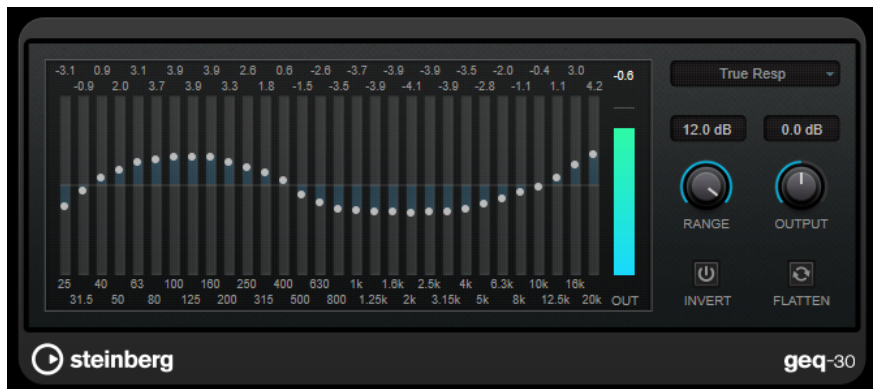 -3.1 0.9 3.1 3.9 3.9 2.6 0.6 -2.6 -3.7 -3.9 -3.9 -3.5 -2.0 -0.4 3.0 -0.6
-0.9 2.0 3.7 3.9 3.3 1.8 -1.5 -3.5 -3.9 -4.1 -3.9 -2.8 -1.1 1.1 4.2
True Resp
12.0 dB 0.0 dB
RANGE OUTPUT
25 40 63 100 160 250 400 630 1k 1.6k 2.5k 4k 6.3k 10k 16k
31.5 50 80 125 200 315 500 800 1.25k 2k 3.15k 5k 8k 12.5k 20k OUT
INVERT FLATTEN
steinberg geq-30